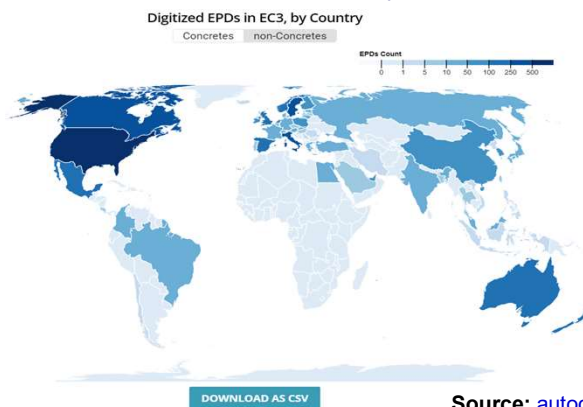 Digitized EPDs in EC3, by Country
Concretes non-Concretes
EPDs Count
0 1 5 10 50 100 250 500
DOWNLOAD AS CSV
Source: